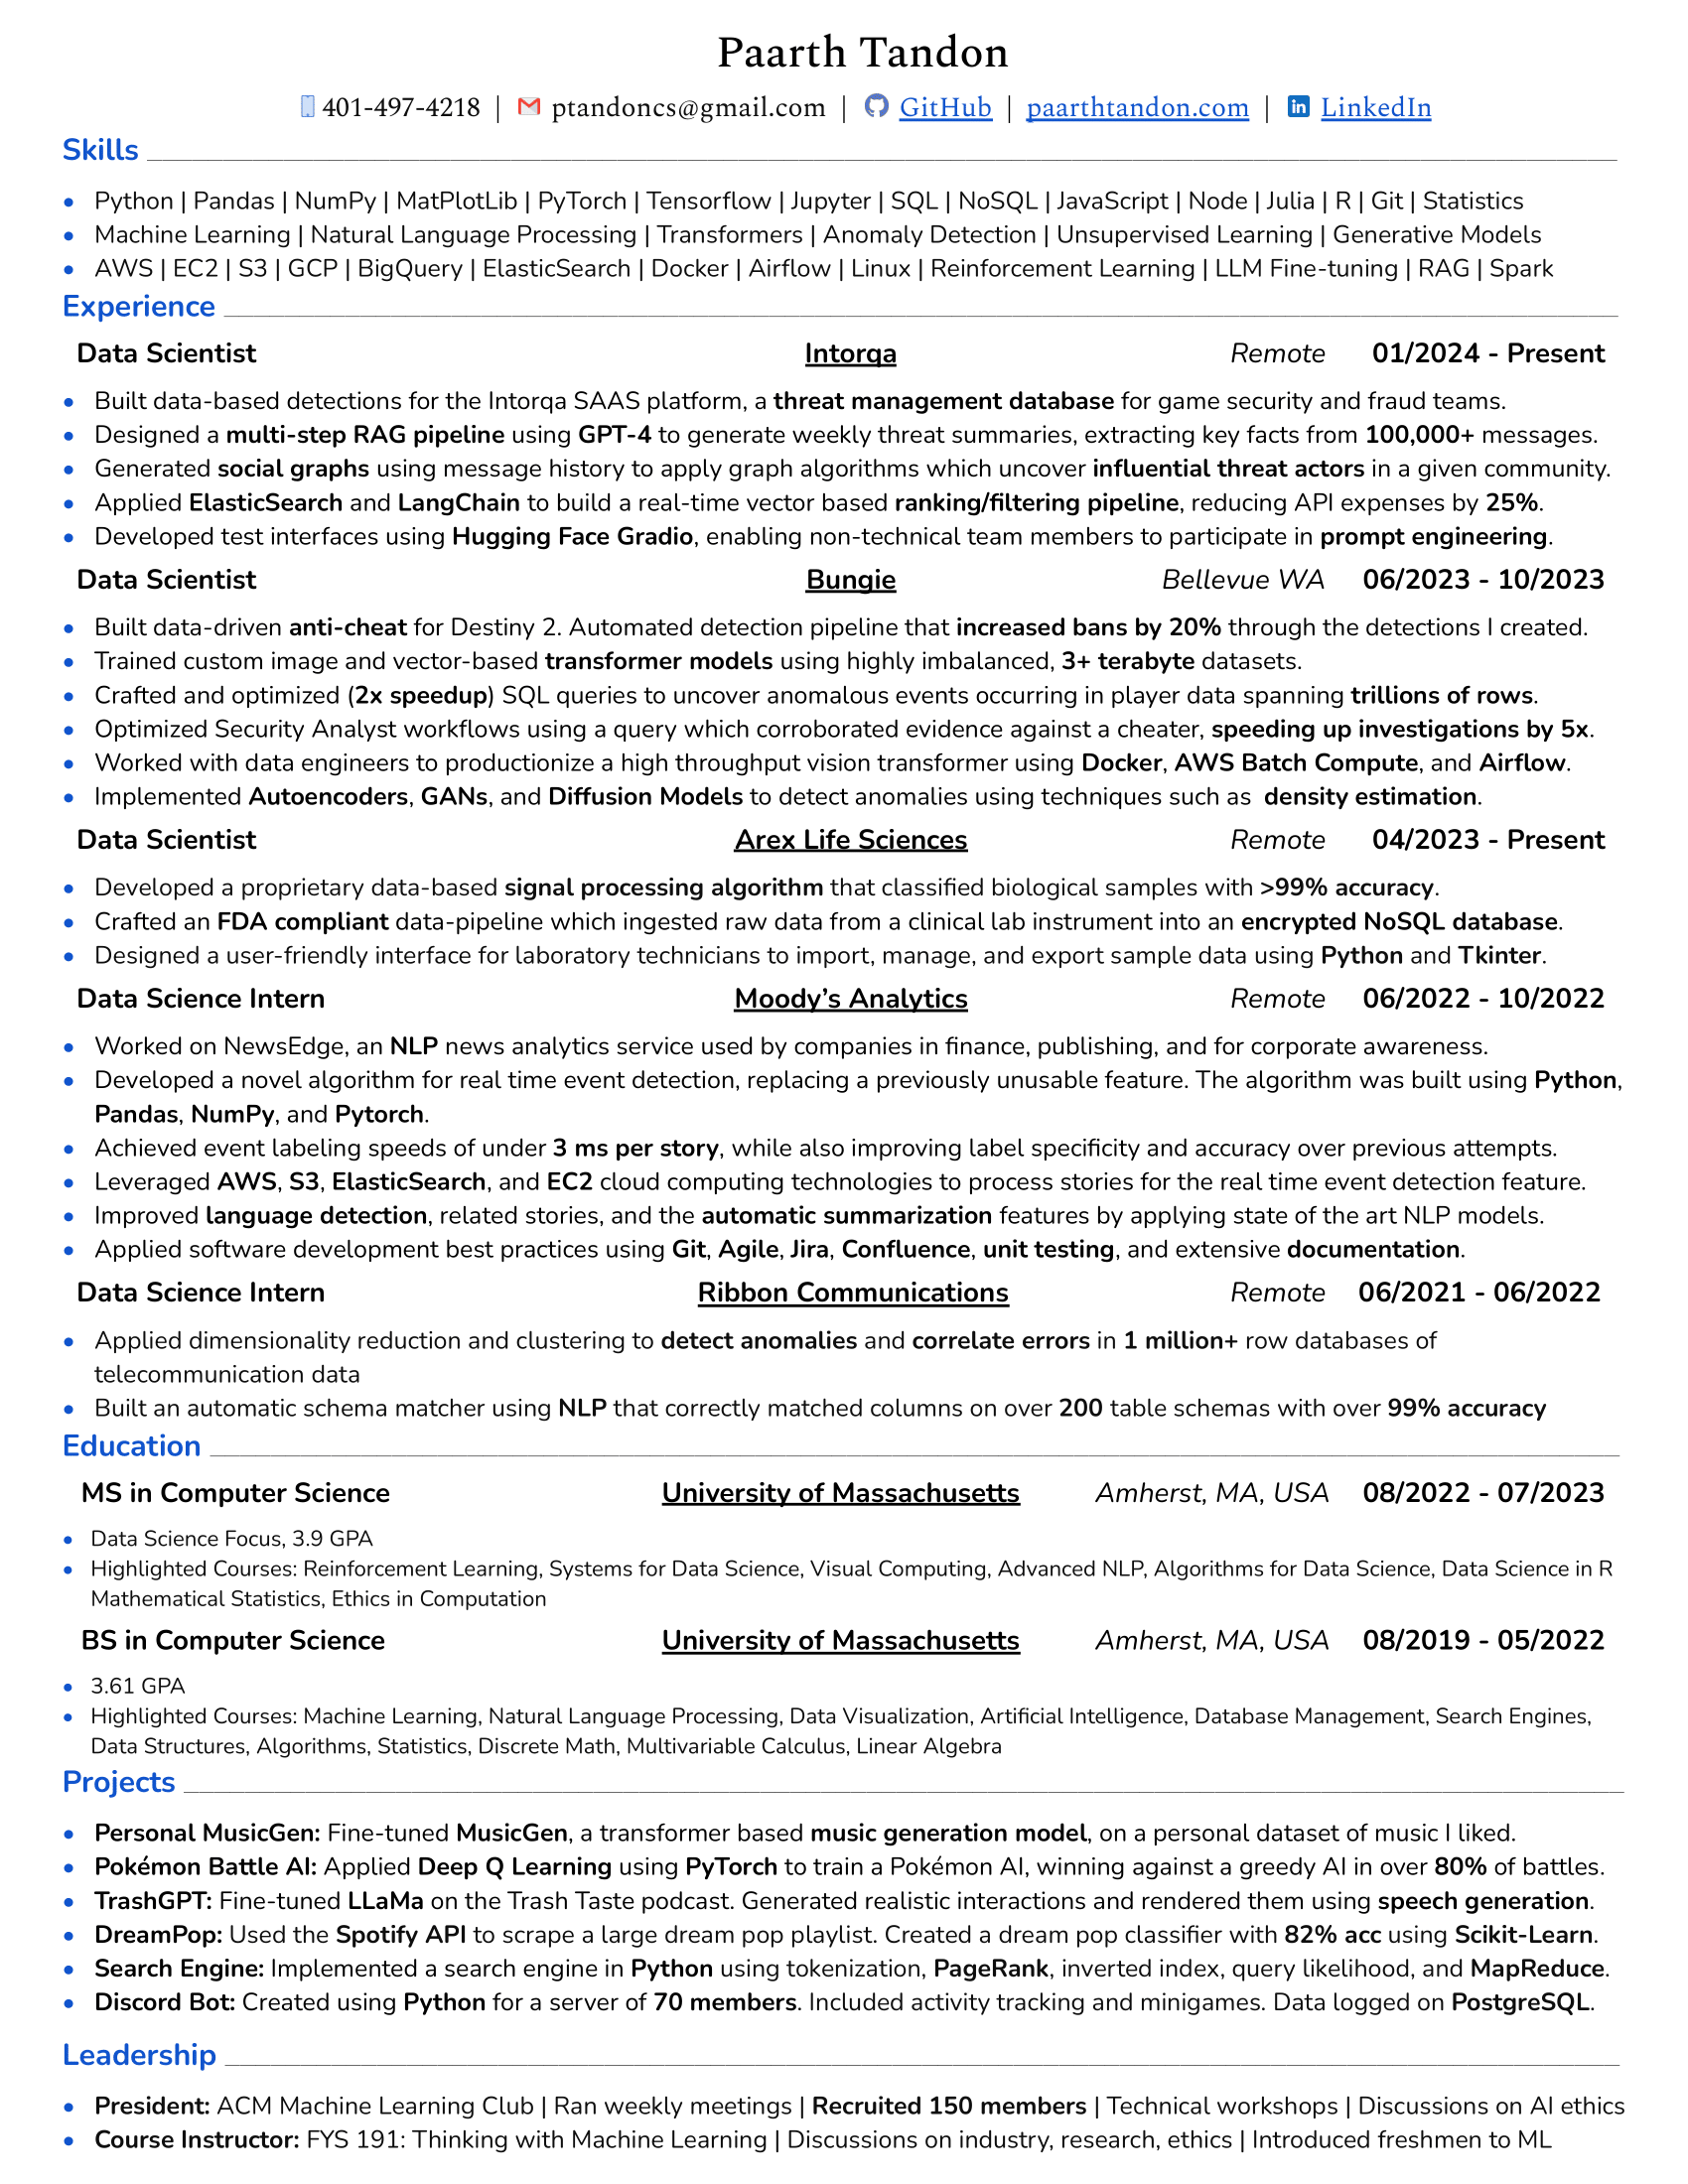 Paarth Tandon
401-497-4218 | ptandoncs@gmail.com | GitHub | paarthtandon.com | LinkedIn
Skills
• Python | Pandas | NumPy | MatPlotLib | PyTorch | Tensorflow | Jupyter | SQL | NoSQL | JavaScript | Node | Julia | R | Git | Statistics
• Machine Learning | Natural Language Processing | Transformers | Anomaly Detection | Unsupervised Learning | Generative Models
• AWS | EC2 | S3 | GCP | BigQuery | ElasticSearch | Docker | Airflow | Linux | Reinforcement Learning | LLM Fine-tuning | RAG | Spark
Experience
Data Scientist Intorqa Remote 01/2024 - Present
• Built data-based detections for the Intorqa SAAS platform, a threat management database for game security and fraud teams.
• Designed a multi-step RAG pipeline using GPT-4 to generate weekly threat summaries, extracting key facts from 100,000+ messages.
• Generated social graphs using message history to apply graph algorithms which uncover influential threat actors in a given community.
• Applied ElasticSearch and LangChain to build a real-time vector based ranking/filtering pipeline, reducing API expenses by 25%.
• Developed test interfaces using Hugging Face Gradio, enabling non-technical team members to participate in prompt engineering.
Data Scientist Bungie Bellevue WA 06/2023 - 10/2023
• Built data-driven anti-cheat for Destiny 2. Automated detection pipeline that increased bans by 20% through the detections I created.
• Trained custom image and vector-based transformer models using highly imbalanced, 3+ terabyte datasets.
• Crafted and optimized (2x speedup) SQL queries to uncover anomalous events occurring in player data spanning trillions of rows.
• Optimized Security Analyst workflows using a query which corroborated evidence against a cheater, speeding up investigations by 5x.
• Worked with data engineers to productionize a high throughput vision transformer using Docker, AWS Batch Compute, and Airflow.
• Implemented Autoencoders, GANs, and Diffusion Models to detect anomalies using techniques such as density estimation.
Data Scientist Arex Life Sciences Remote 04/2023 - Present
• Developed a proprietary data-based signal processing algorithm that classified biological samples with >99% accuracy.
• Crafted an FDA compliant data-pipeline which ingested raw data from a clinical lab instrument into an encrypted NoSQL database.
• Designed a user-friendly interface for laboratory technicians to import, manage, and export sample data using Python and Tkinter.
Data Science Intern Moody’s Analytics Remote 06/2022 - 10/2022
• Worked on NewsEdge, an NLP news analytics service used by companies in finance, publishing, and for corporate awareness.
• Developed a novel algorithm for real time event detection, replacing a previously unusable feature. The algorithm was built using Python,
Pandas, NumPy, and Pytorch.
• Achieved event labeling speeds of under 3 ms per story, while also improving label specificity and accuracy over previous attempts.
• Leveraged AWS, S3, ElasticSearch, and EC2 cloud computing technologies to process stories for the real time event detection feature.
• Improved language detection, related stories, and the automatic summarization features by applying state of the art NLP models.
• Applied software development best practices using Git, Agile, Jira, Confluence, unit testing, and extensive documentation.
Data Science Intern Ribbon Communications Remote 06/2021 - 06/2022
• Applied dimensionality reduction and clustering to detect anomalies and correlate errors in 1 million+ row databases of
telecommunication data
• Built an automatic schema matcher using NLP that correctly matched columns on over 200 table schemas with over 99% accuracy
Education
MS in Computer Science University of Massachusetts Amherst, MA, USA 08/2022 - 07/2023
• Data Science Focus, 3.9 GPA
• Highlighted Courses: Reinforcement Learning, Systems for Data Science, Visual Computing, Advanced NLP, Algorithms for Data Science, Data Science in R
Mathematical Statistics, Ethics in Computation
BS in Computer Science University of Massachusetts Amherst, MA, USA 08/2019 - 05/2022
• 3.61 GPA
• Highlighted Courses: Machine Learning, Natural Language Processing, Data Visualization, Artificial Intelligence, Database Management, Search Engines,
Data Structures, Algorithms, Statistics, Discrete Math, Multivariable Calculus, Linear Algebra
Projects
• Personal MusicGen: Fine-tuned MusicGen, a transformer based music generation model, on a personal dataset of music I liked.
• Pokémon Battle AI: Applied Deep Q Learning using PyTorch to train a Pokémon AI, winning against a greedy AI in over 80% of battles.
• TrashGPT: Fine-tuned LLaMa on the Trash Taste podcast. Generated realistic interactions and rendered them using speech generation.
• DreamPop: Used the Spotify API to scrape a large dream pop playlist. Created a dream pop classifier with 82% acc using Scikit-Learn.
• Search Engine: Implemented a search engine in Python using tokenization, PageRank, inverted index, query likelihood, and MapReduce.
• Discord Bot: Created using Python for a server of 70 members. Included activity tracking and minigames. Data logged on PostgreSQL.
Leadership
• President: ACM Machine Learning Club | Ran weekly meetings | Recruited 150 members | Technical workshops | Discussions on AI ethics
• Course Instructor: FYS 191: Thinking with Machine Learning | Discussions on industry, research, ethics | Introduced freshmen to ML